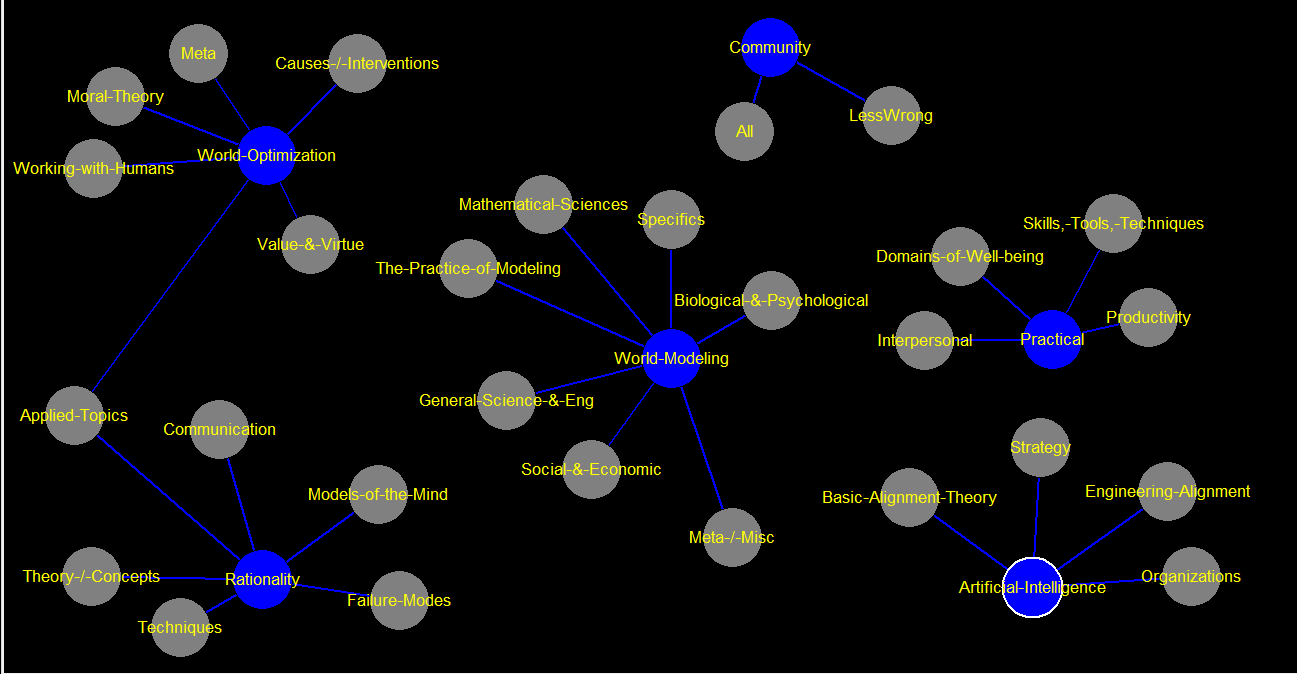 Community
Meta
Causes-/-Interventions
Moral-Theory
LessWrong
All
World-Optimization
Working-with-Humans
Mathematical-Sciences
Specifics
Skills,-Tools,-Techniques
Value-&-Virtue
Domains-of-Well-being
The-Practice-of-Modeling
Biological-&-Psychological
Productivity
Interpersonal
Practical
World-Modeling
General-Science-&-Eng
Applied-Topics
Communication
Strategy
Social-&-Economic
Models-of-the-Mind
Engineering-Alignment
Basic-Alignment-Theory
Meta-/-Misc
Theory-/-Concepts
Rationality
Organizations
Artificial-Intelligence
Failure-Modes
Techniques